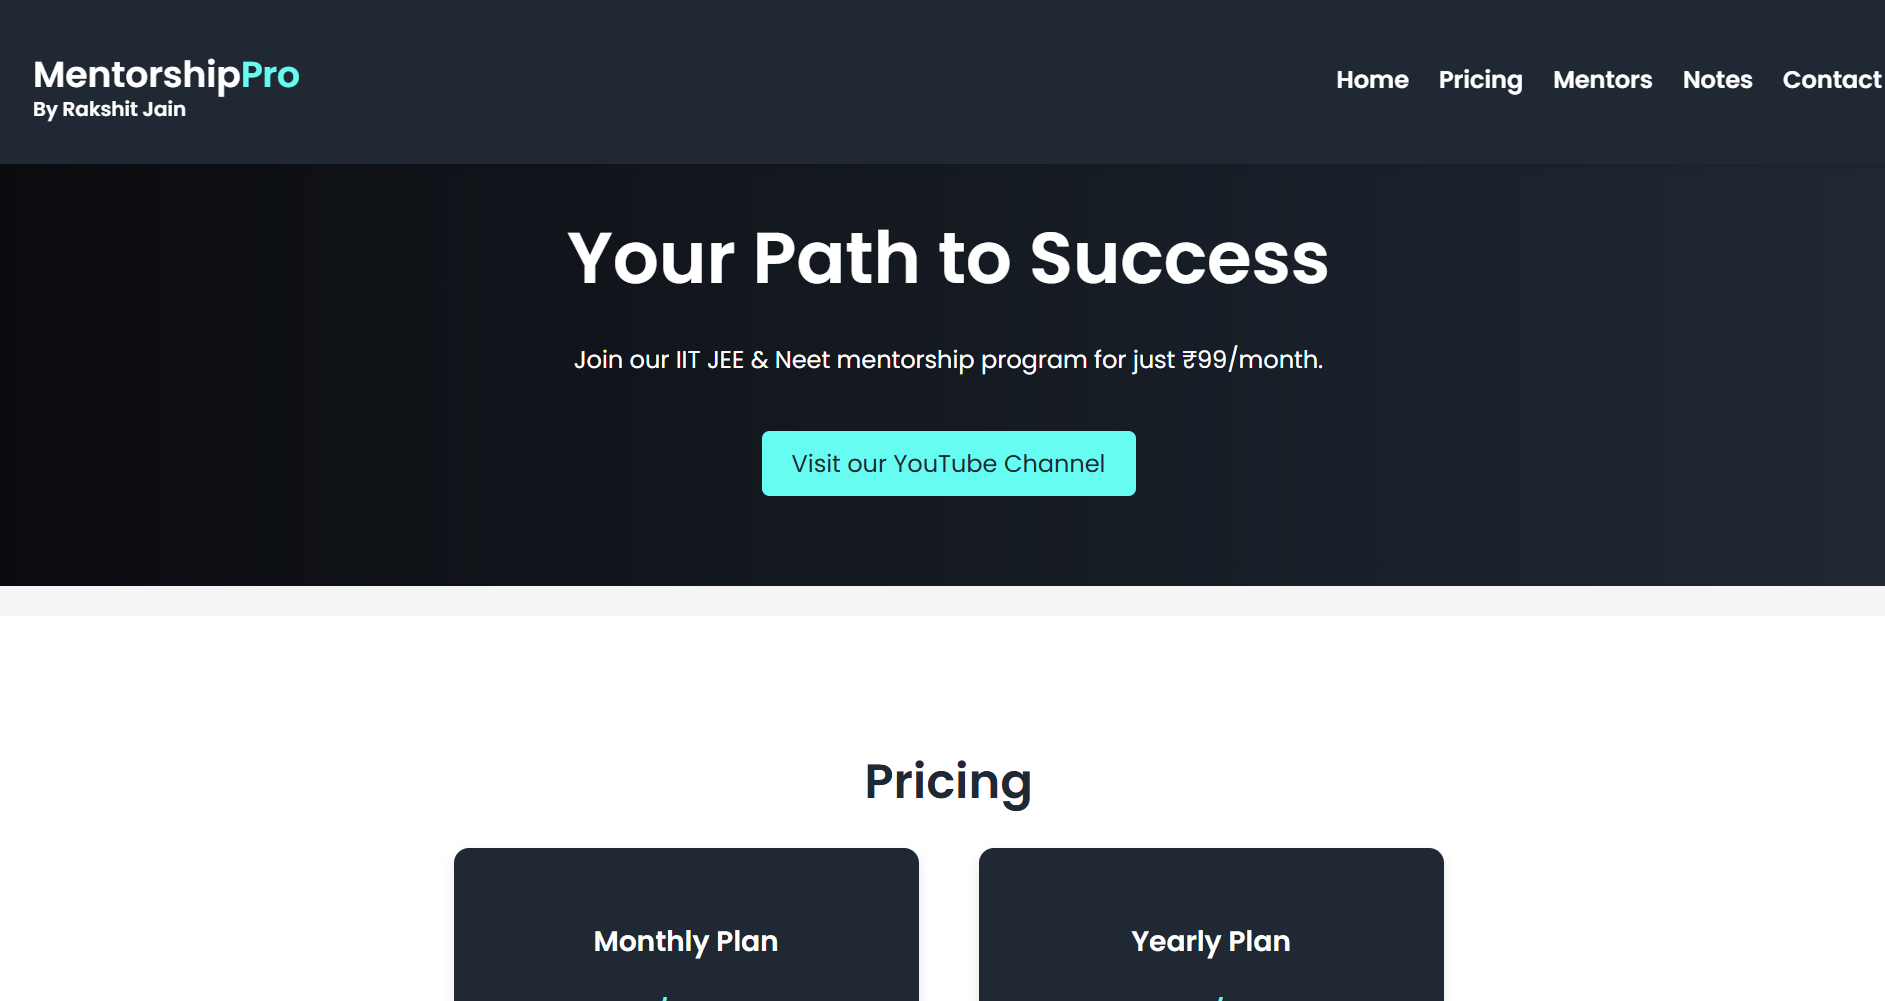 MentorshipPro
By Rakshit Jain
Home Pricing Mentors Notes Contact
Your Path to Success
Join our IIT JEE & Neet mentorship program for just ₹99/month.
Visit our YouTube Channel
Pricing
Monthly Plan
Yearly Plan